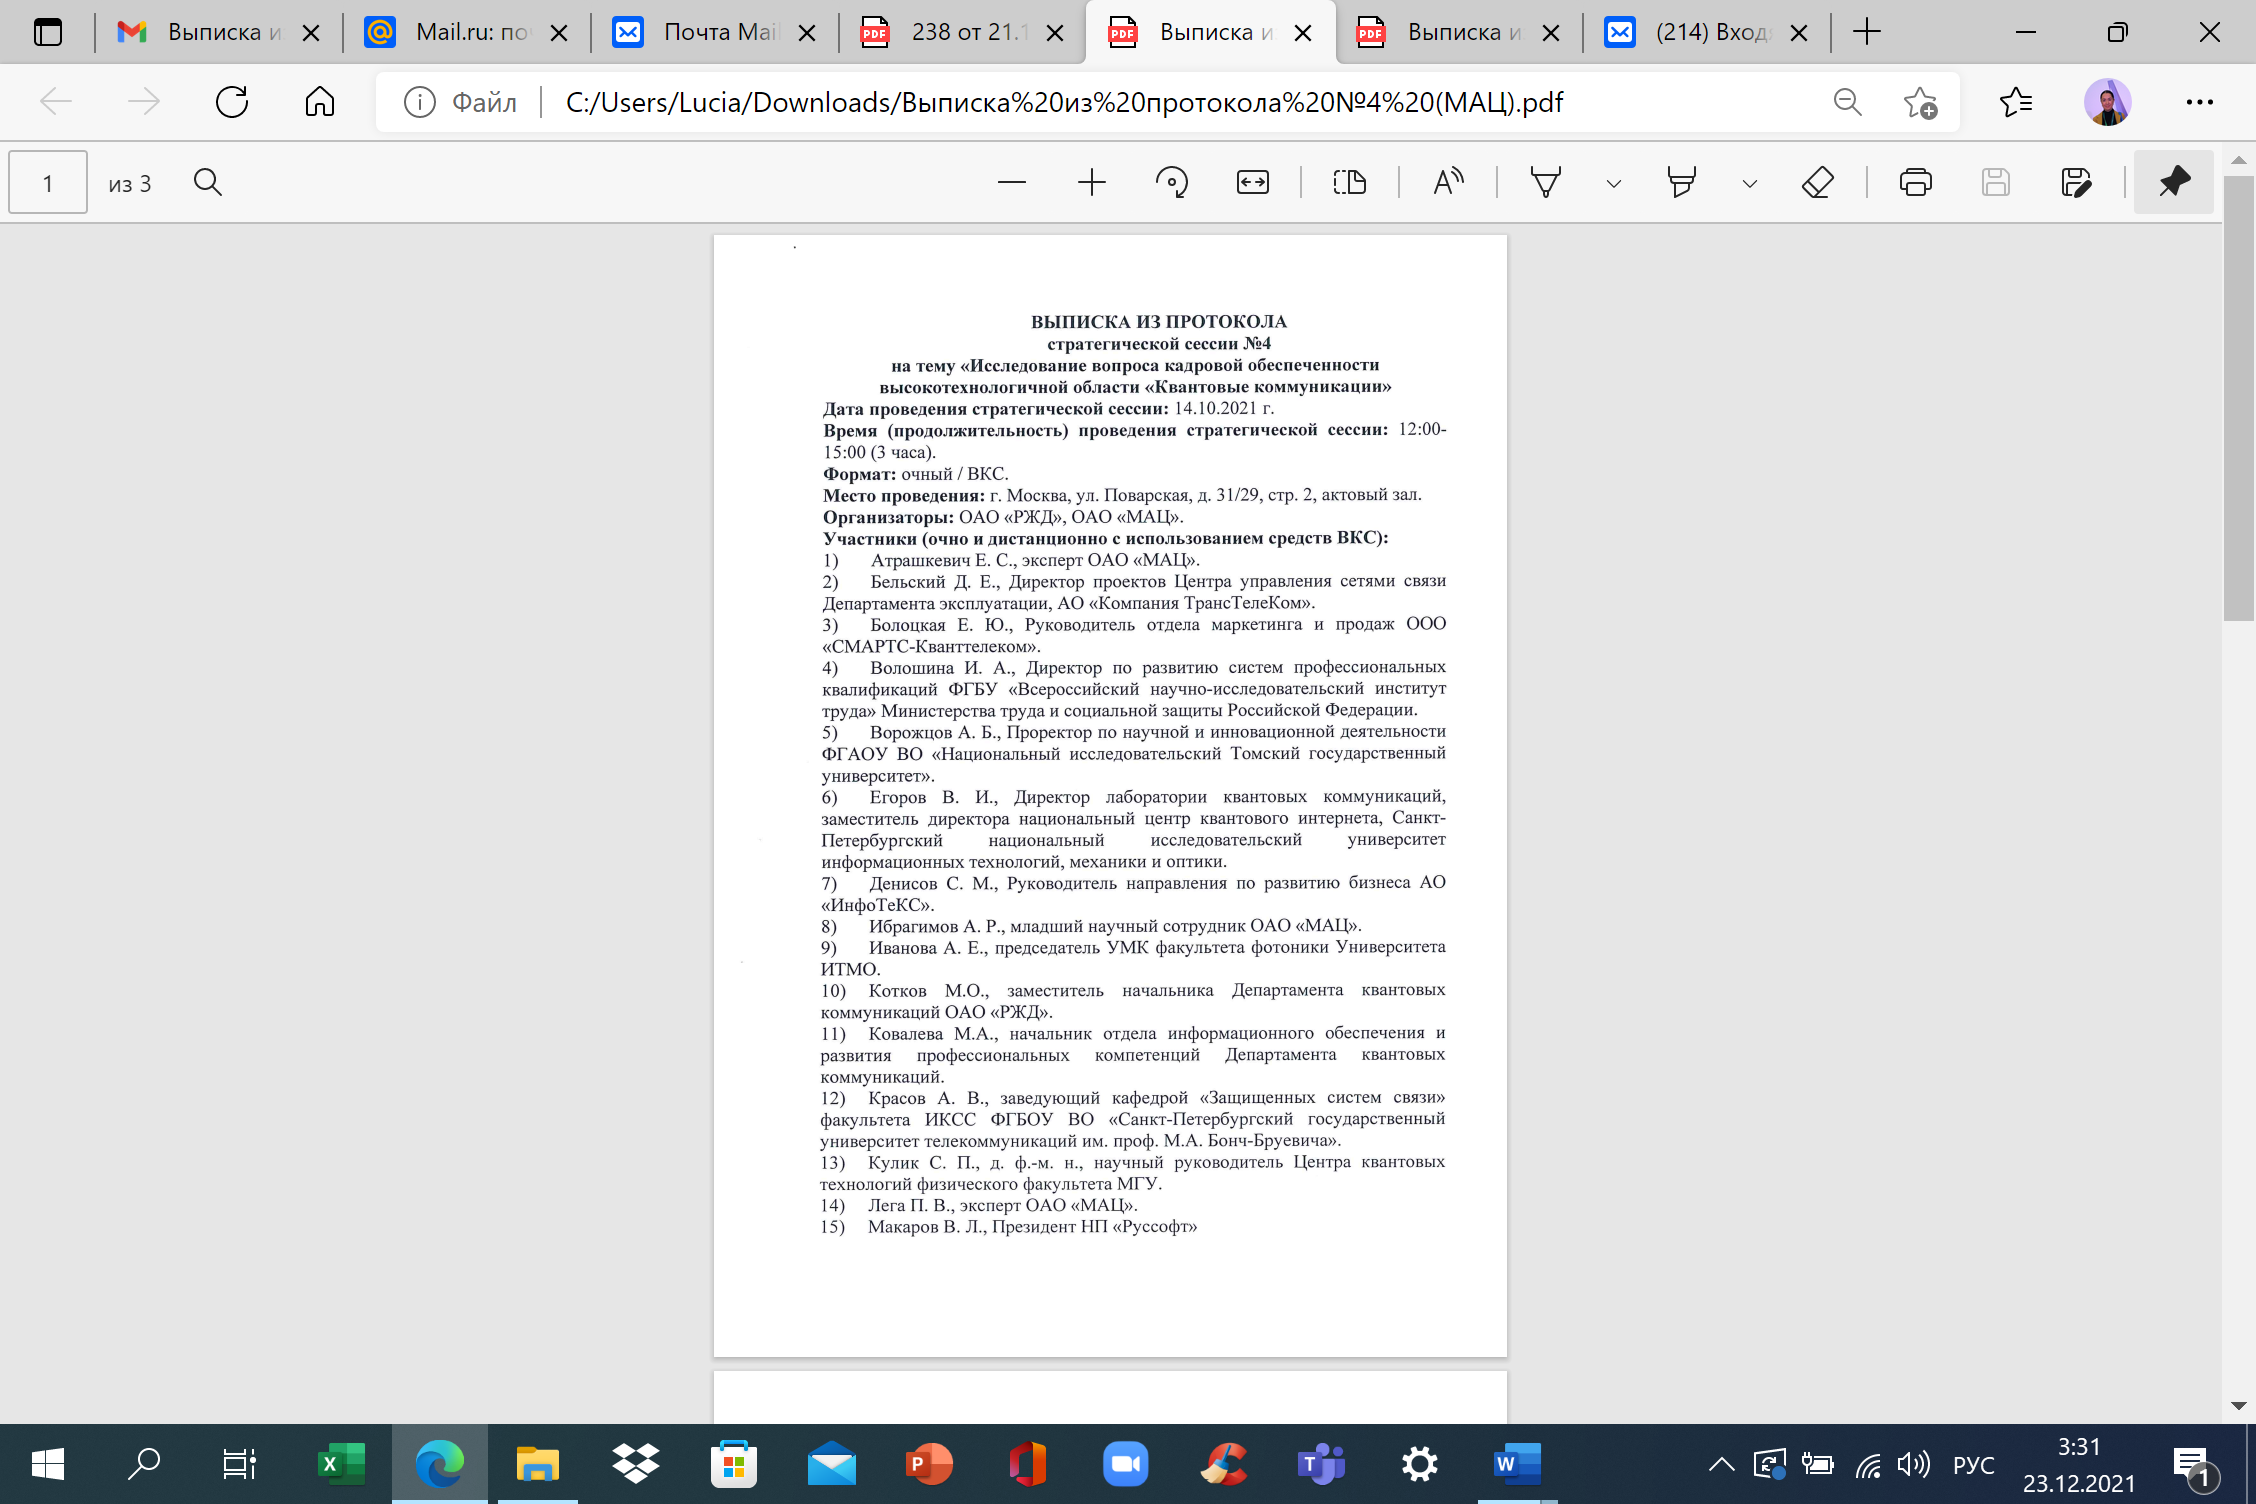 Выписка и
Mail.ru: по
Почта Mail
238 от 21.1
Выписка и
Выписка и
(214) Вход
Файл
C:/Users/Lucia/Downloads/Выписка%20из%20протокола%20№4%20(МАЦ).pdf
1
из 3
ВЫПИСКА ИЗ ПРОТОКОЛА
стратегической сессии №4
на тему «Исследование вопроса кадровой обеспеченности
высокотехнологичной области «Квантовые коммуникации»
Дата проведения стратегической сессии: 14.10.2021 г.
Время (продолжительность) проведения стратегической сессии: 12:00-
15:00 (3 часа).
Формат: очный / ВКС.
Место проведения: г. Москва, ул. Поварская, д. 31/29, стр. 2, актовый зал.
Организаторы: ОАО «РЖД», ОАО «МАЦ».
Участники (очно и дистанционно с использованием средств ВКС):
1) Атрашкевич Е. С., эксперт ОАО «МАЦ».
2) Бельский Д. Е., Директор проектов Центра управления сетями связи
Департамента эксплуатации, АО «Компания ТрансТелеКом».
3) Болоцкая Е. Ю., Руководитель отдела маркетинга и продаж ООО
«СМАРТС-Кванттелеком».
4) Волошина И. А., Директор по развитию систем профессиональных
квалификаций ФГБУ «Всероссийский научно-исследовательский институт
труда» Министерства труда и социальной защиты Российской Федерации.
5) Ворожцов А. Б., Проректор по научной и инновационной деятельности
ФГАОУ ВО «Национальный исследовательский Томский государственный
университет».
6) Егоров В. И., Директор лаборатории квантовых коммуникаций,
заместитель директора национальный центр квантового интернета, Санкт-
Петербургский национальный исследовательский университет
информационных технологий, механики и оптики.
7) Денисов С. М., Руководитель направления по развитию бизнеса АО
«ИнфоТеКС».
8) Ибрагимов А. Р., младший научный сотрудник ОАО «МАЦ».
9) Иванова А. Е., председатель УМК факультета фотоники Университета
ИТМО.
10) Котков М.О., заместитель начальника Департамента квантовых
коммуникаций ОАО «РЖД».
11) Ковалева М.А., начальник отдела информационного обеспечения и
развития профессиональных компетенций Департамента квантовых
коммуникаций.
12) Красов А. В., заведующий кафедрой «Защищенных систем связи»
факультета ИКСС ФГБОУ ВО «Санкт-Петербургский государственный
университет телекоммуникаций им. проф. М.А. Бонч-Бруевича».
13) Кулик С. П., д. ф.-м. н., научный руководитель Центра квантовых
технологий физического факультета МГУ.
14) Лега П. В., эксперт ОАО «МАЦ».
15) Макаров В. Л., Президент НП «Руссофт»
РУС
3:31
23.12.2021
1